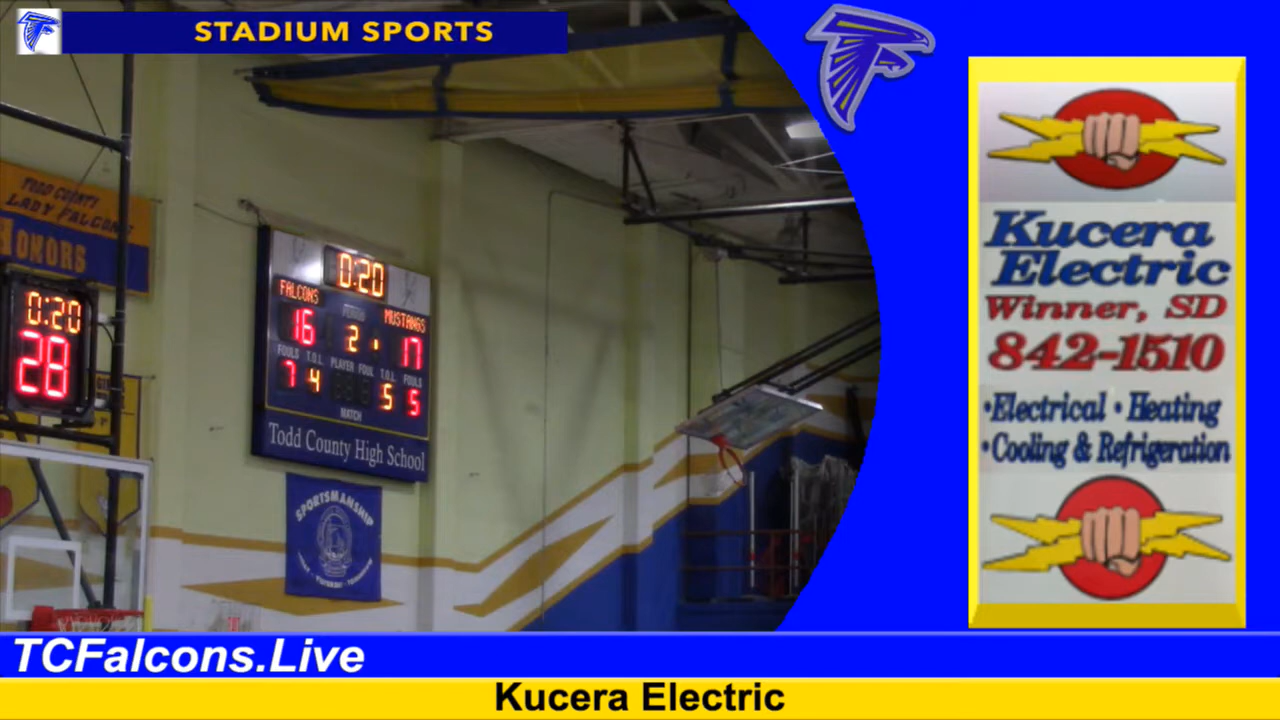 STADIUM SPORTS
TODD COUNTY
LADY FALCONS
HONORS
0:20
28
0:20
FALCONS
PERIOD
MUSTANGS
16
2
17
FOULS T.O.L. PLAYER FOUL T.O.L. FOULS
7 4 5 5
MATCH
Todd County High School
SPORTSMANSHIP
Kucera
Electric
Winner, SD
842-1510
•Electrical •Heating
•Cooling & Refrigeration
TCFalcons.Live
Kucera Electric